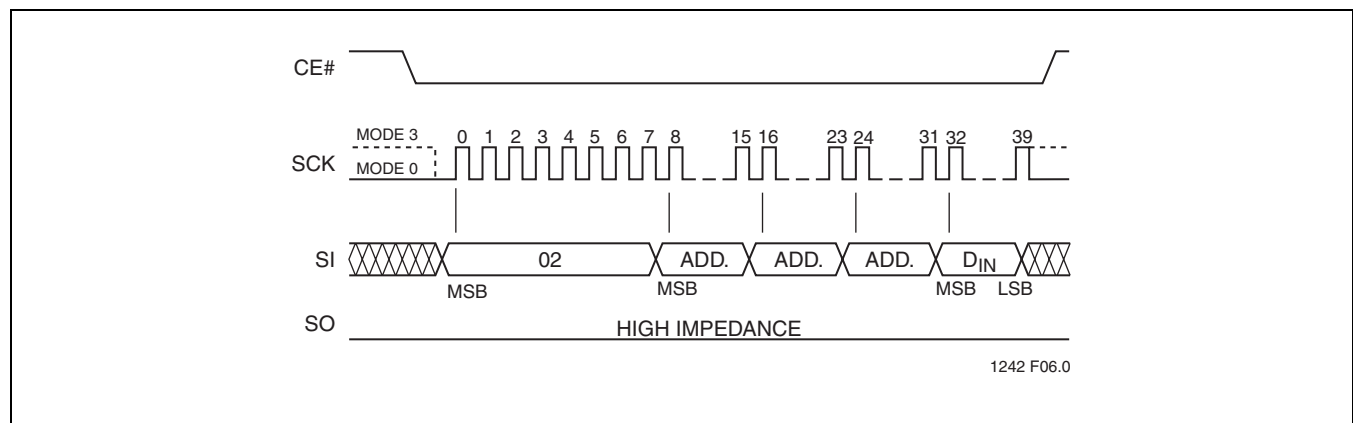 CE#
MODE 3
0 1 2 3 4 5 6 7 8 15 16 23 24 31 32 39
SCK
MODE 0
SI 02 ADD. ADD. ADD. DIN
MSB MSB MSB LSB
SO HIGH IMPEDANCE
1242 F06.0